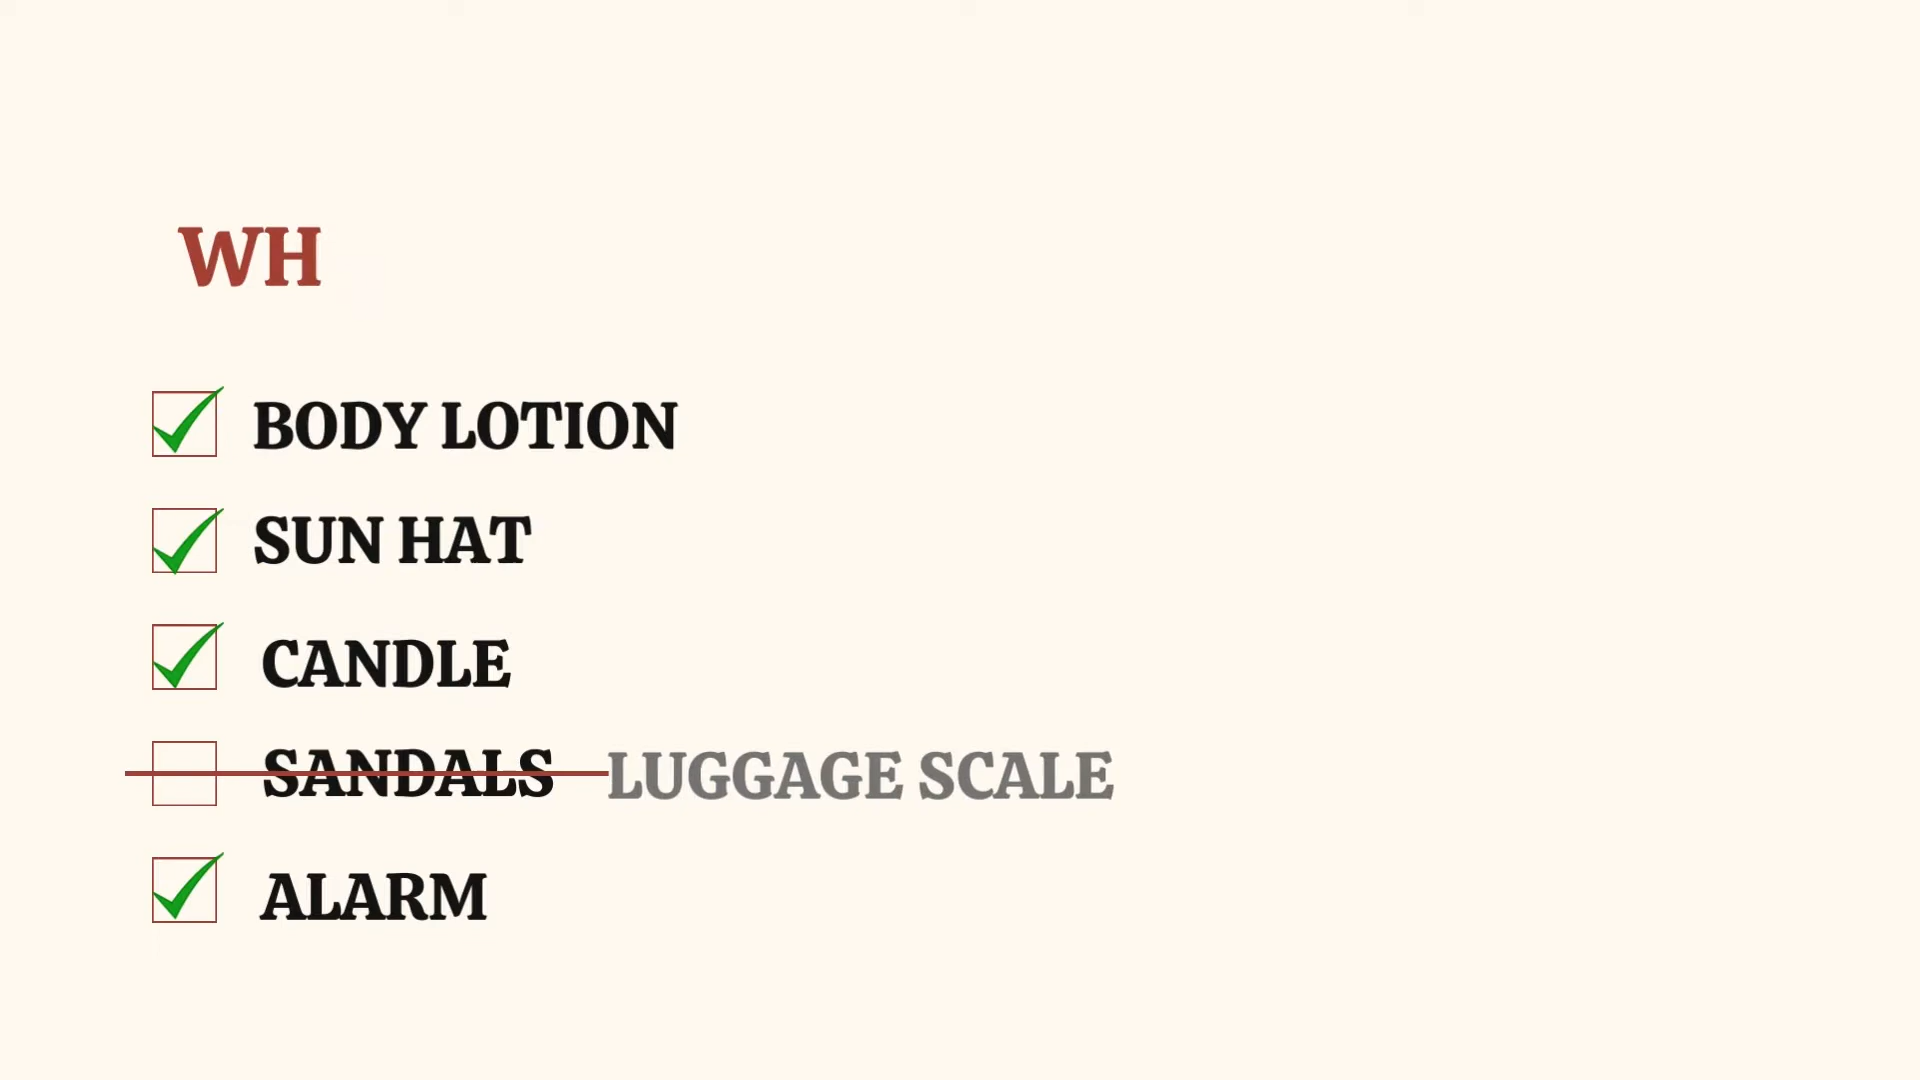 WH
BODY LOTION
SUN HAT
CANDLE
SANDALS LUGGAGE SCALE
ALARM